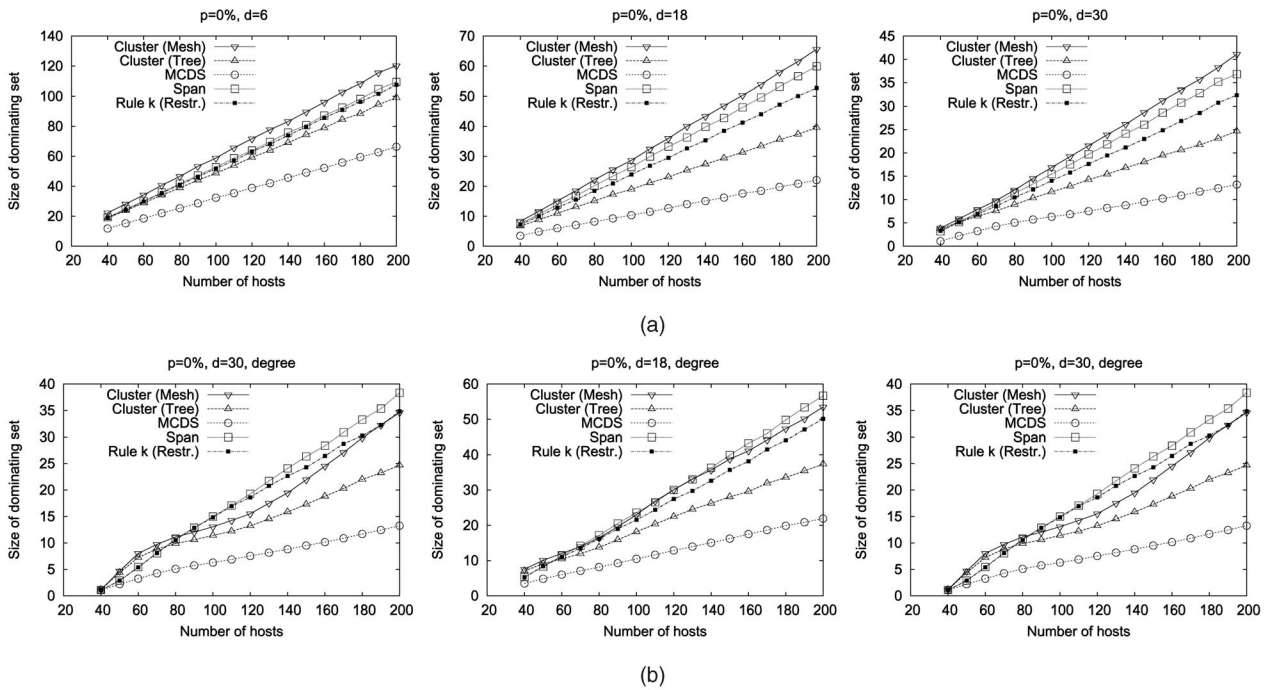 p=0%, d=6
Size of dominating set
140
120
100
80
60
40
20
0
Cluster (Mesh)
Cluster (Tree)
MCDS
Span
Rule k (Restr.)
20 40 60 80 100 120 140 160 180 200
Number of hosts
p=0%, d=18
Size of dominating set
70
60
50
40
30
20
10
0
Cluster (Mesh)
Cluster (Tree)
MCDS
Span
Rule k (Restr.)
20 40 60 80 100 120 140 160 180 200
Number of hosts
p=0%, d=30
Size of dominating set
45
40
35
30
25
20
15
10
5
0
Cluster (Mesh)
Cluster (Tree)
MCDS
Span
Rule k (Restr.)
20 40 60 80 100 120 140 160 180 200
Number of hosts
(a)
p=0%, d=30, degree
Size of dominating set
40
35
30
25
20
15
10
5
0
Cluster (Mesh)
Cluster (Tree)
MCDS
Span
Rule k (Restr.)
20 40 60 80 100 120 140 160 180 200
Number of hosts
p=0%, d=18, degree
Size of dominating set
60
50
40
30
20
10
0
Cluster (Mesh)
Cluster (Tree)
MCDS
Span
Rule k (Restr.)
20 40 60 80 100 120 140 160 180 200
Number of hosts
p=0%, d=30, degree
Size of dominating set
40
35
30
25
20
15
10
5
0
Cluster (Mesh)
Cluster (Tree)
MCDS
Span
Rule k (Restr.)
20 40 60 80 100 120 140 160 180 200
Number of hosts
(b)